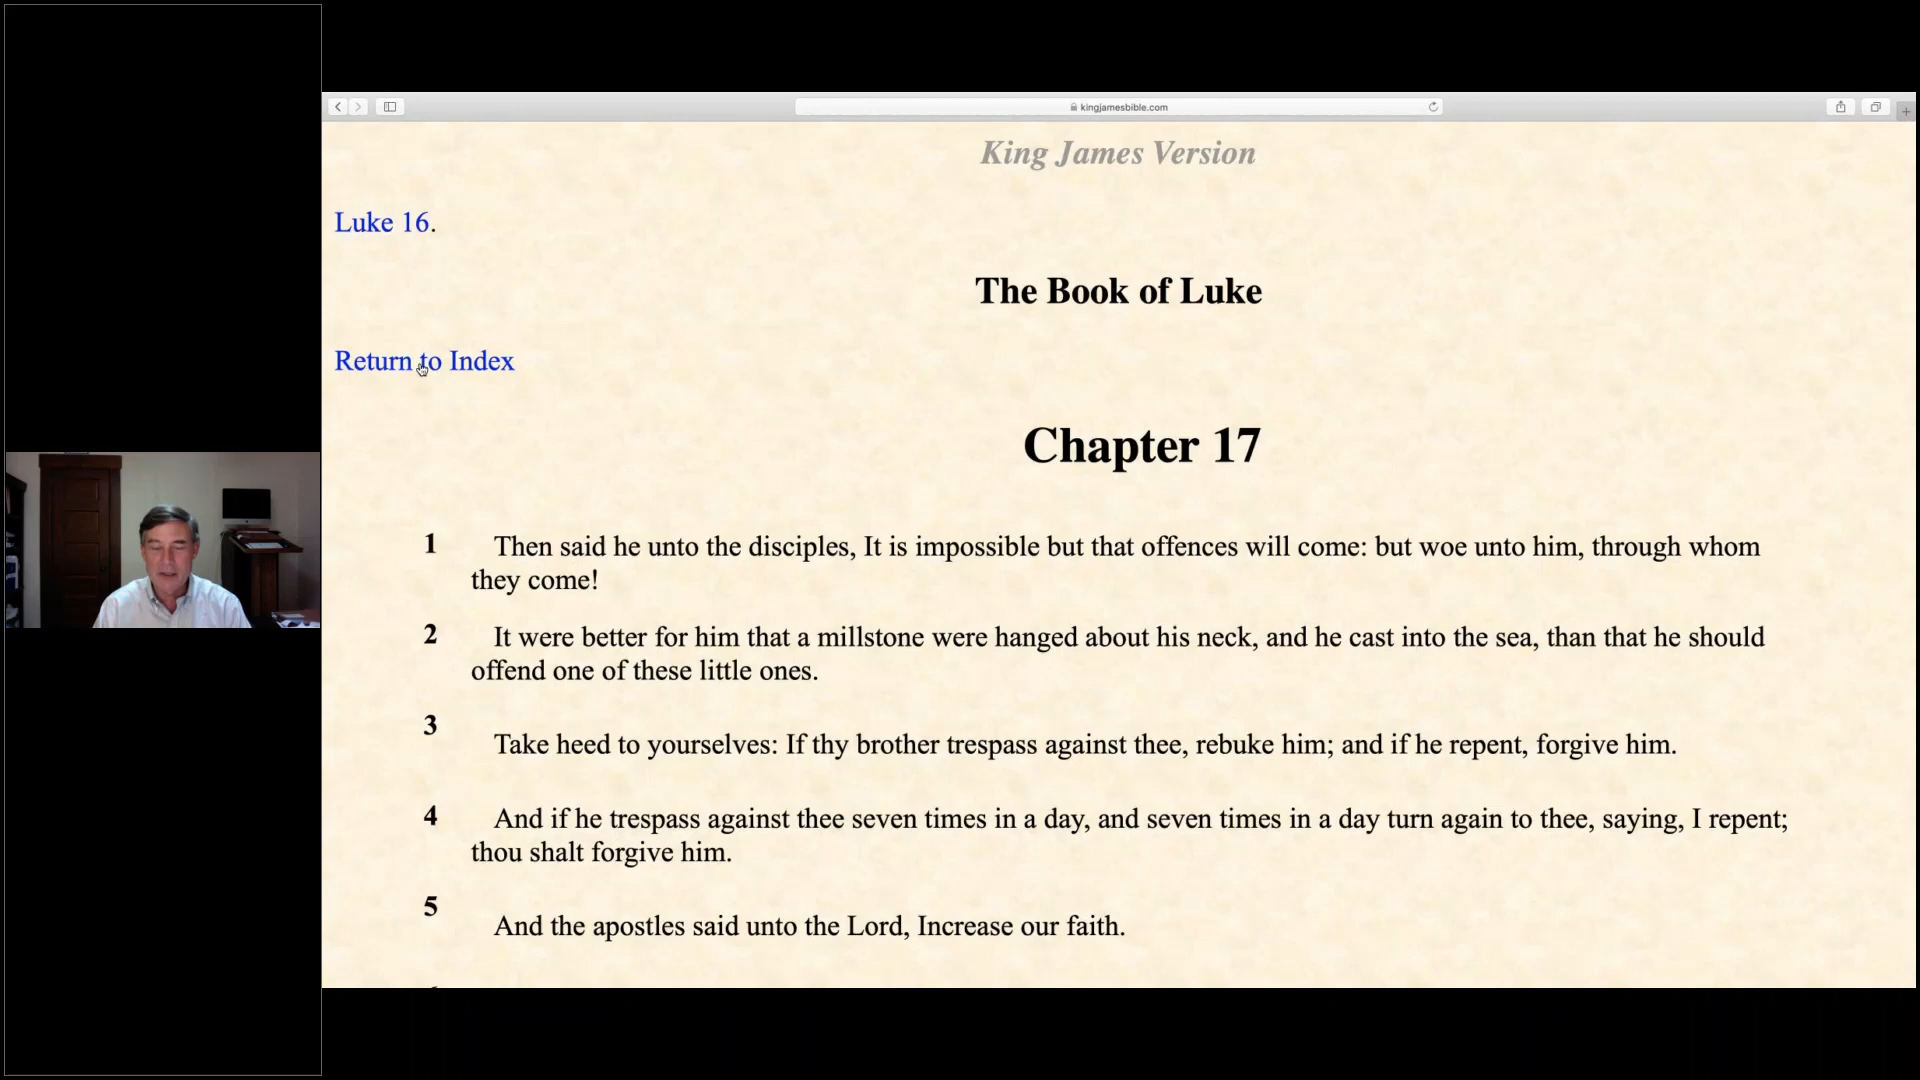 kingjamesbible.com
King James Version
Luke 16.
The Book of Luke
Return to Index
Chapter 17
1 Then said he unto the disciples, It is impossible but that offences will come: but woe unto him, through whom
they come!
2 It were better for him that a millstone were hanged about his neck, and he cast into the sea, than that he should
offend one of these little ones.
3 Take heed to yourselves: If thy brother trespass against thee, rebuke him; and if he repent, forgive him.
4 And if he trespass against thee seven times in a day, and seven times in a day turn again to thee, saying, I repent;
thou shalt forgive him.
5 And the apostles said unto the Lord, Increase our faith.